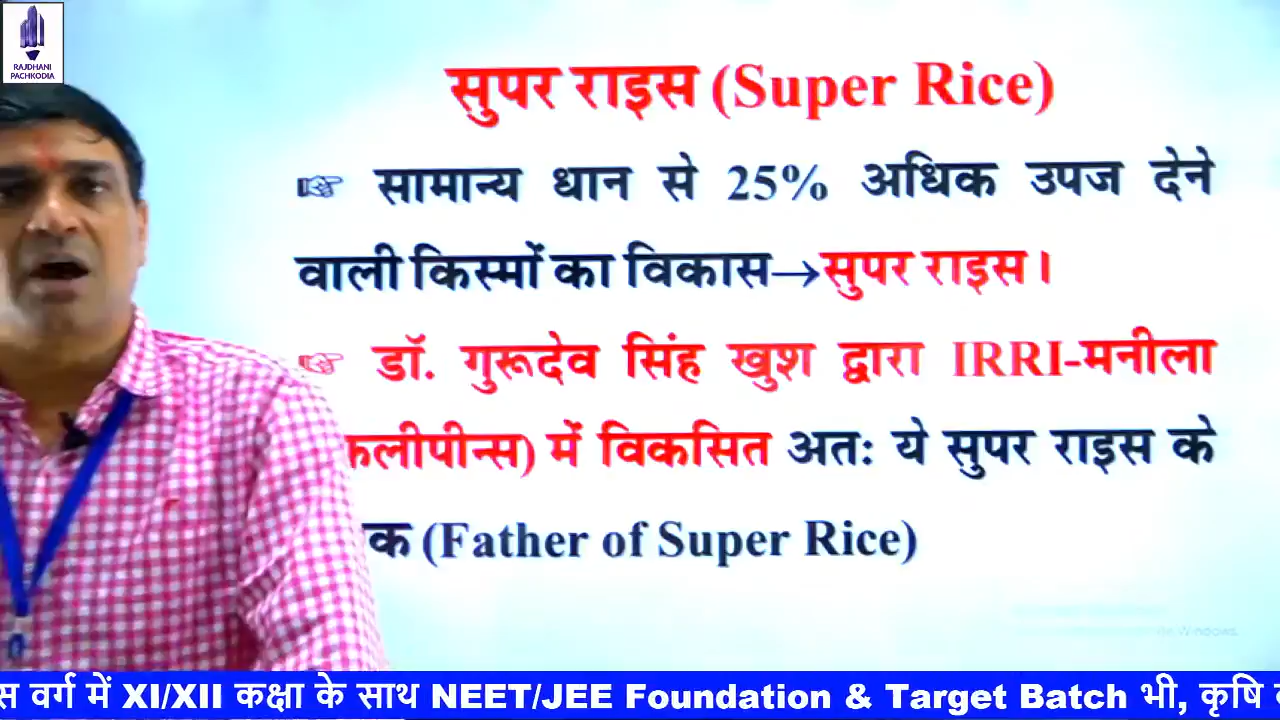 RAJDHANI
PACHKODIA
सुपर राइस (Super Rice)
सामान्य धान से 25% अधिक उपज देने
वाली किस्मों का विकास→सुपर राइस।
डॉ. गुरूदेव सिंह खुश द्वारा IRRI-मनीला
फिलीपीन्स) में विकसित अतः ये सुपर राइस के
(Father of Super Rice)
वर्ग में XI/XII कक्षा के साथ NEET/JEE Foundation & Target Batch भी, कृषि